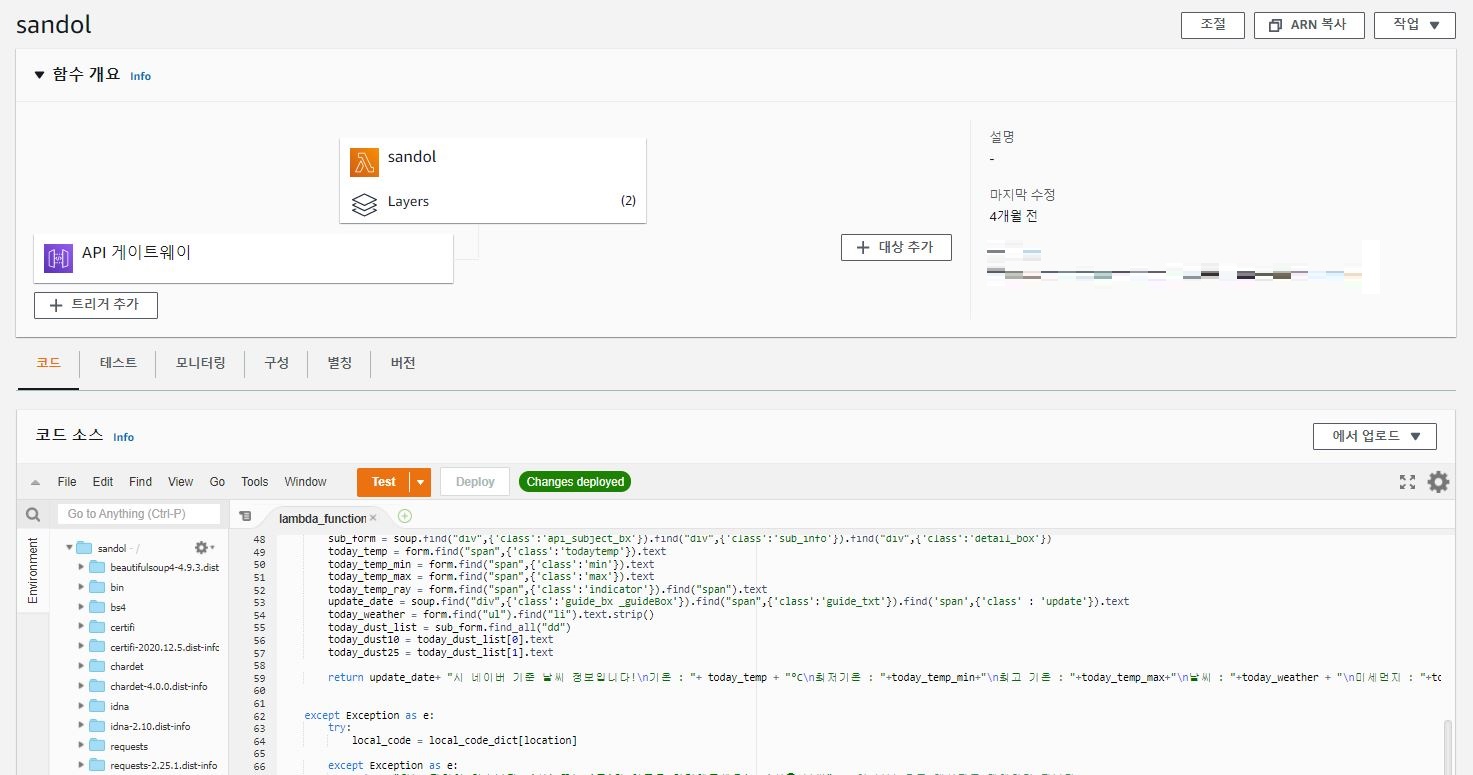 sandol
조절
ARN 복사
작업
함수 개요 Info
sandol
Layers (2)
API 게이트웨이
+ 트리거 추가
+ 대상 추가
설명
-
마지막 수정
4개월 전
코드
테스트
모니터링
구성
별칭
버전
코드 소스 Info
에서 업로드
File Edit Find View Go Tools Window
Test
Deploy
Changes deployed
Go to Anything (Ctrl-P)
Environment
sandol - /
beautifulsoup4-4.9.3.dist
bin
bs4
certifi
certifi-2020.12.5.dist-info
chardet
chardet-4.0.0.dist-info
idna
idna-2.10.dist-info
requests
requests-2.25.1.dist-info
lambda_function
48 sub_form = soup.find("div",{'class':'api_subject_bx'}).find("div",{'class':'sub_info'}).find("div",{'class':'detail_box'})
49 today_temp = form.find("span",{'class':'todaytemp'}).text
50 today_temp_min = form.find("span",{'class':'min'}).text
51 today_temp_max = form.find("span",{'class':'max'}).text
52 today_temp_ray = form.find("span",{'class':'indicator'}).find("span").text
53 update_date = soup.find("div",{'class':'guide_bx _guideBox'}).find("span",{'class':'guide_txt'}).find('span',{'class' : 'update'}).text
54 today_weather = form.find("ul").find("li").text.strip()
55 today_dust_list = sub_form.find_all("dd")
56 today_dust10 = today_dust_list[0].text
57 today_dust25 = today_dust_list[1].text
58
59 return update_date+ "시 네이버 기준 날씨 정보입니다!\n기온 : "+ today_temp + "℃\n최저기온 : "+today_temp_min+"\n최고 기온 : "+today_temp_max+"\n날씨 : "+today_weather + "\n미세먼지 : "+to
60
61
62 except Exception as e:
63 try:
64 local_code = local_code_dict[location]
65
66 except Exception as e: